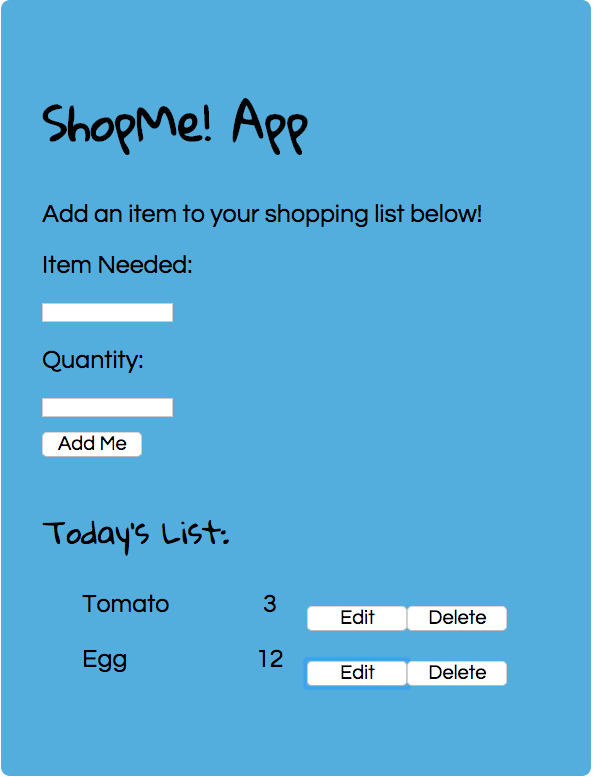 ShopMe! App
Add an item to your shopping list below!
Item Needed:
Quantity:
Add Me
Today's List:
Tomato 3 Edit Delete
Egg 12 Edit Delete